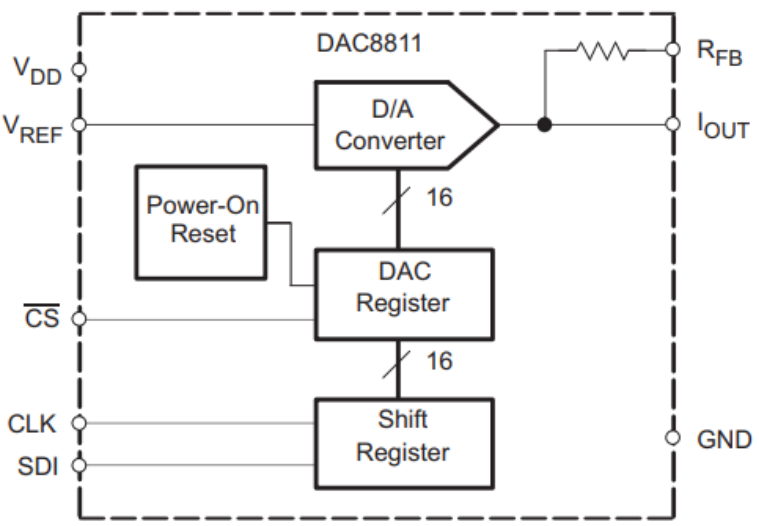 DAC8811
RFB
VDD
D/A
Converter
VREF
IOUT
16
Power-On
Reset
DAC
Register
CS
16
CLK
Shift
Register
GND
SDI